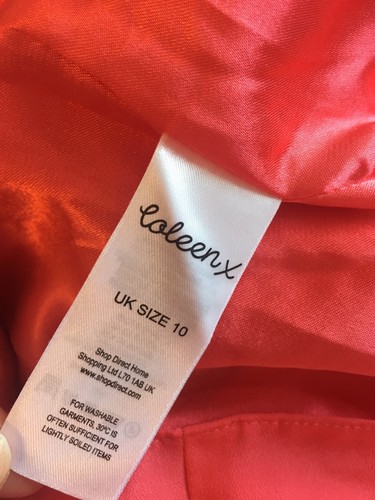 Coleen x
UK SIZE 10
Shop Direct Home
Shopping Ltd L70 1AB UK
www.shopdirect.com
FOR WASHABLE
GARMENTS, 30°C IS
OFTEN SUFFICIENT FOR
LIGHTLY SOILED ITEMS